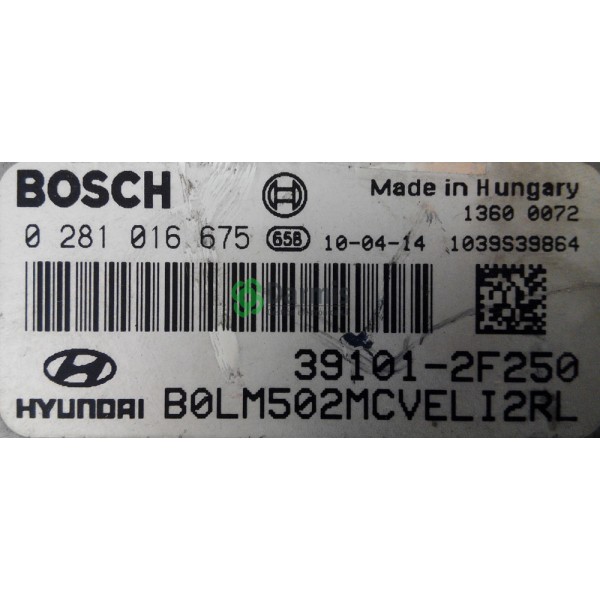 BOSCH Made in Hungary
1360 0072
0 281 016 675 658 10-04-14 1039S39864
39101-2F250
HYUNDAI B0LM502MCVELI2RL